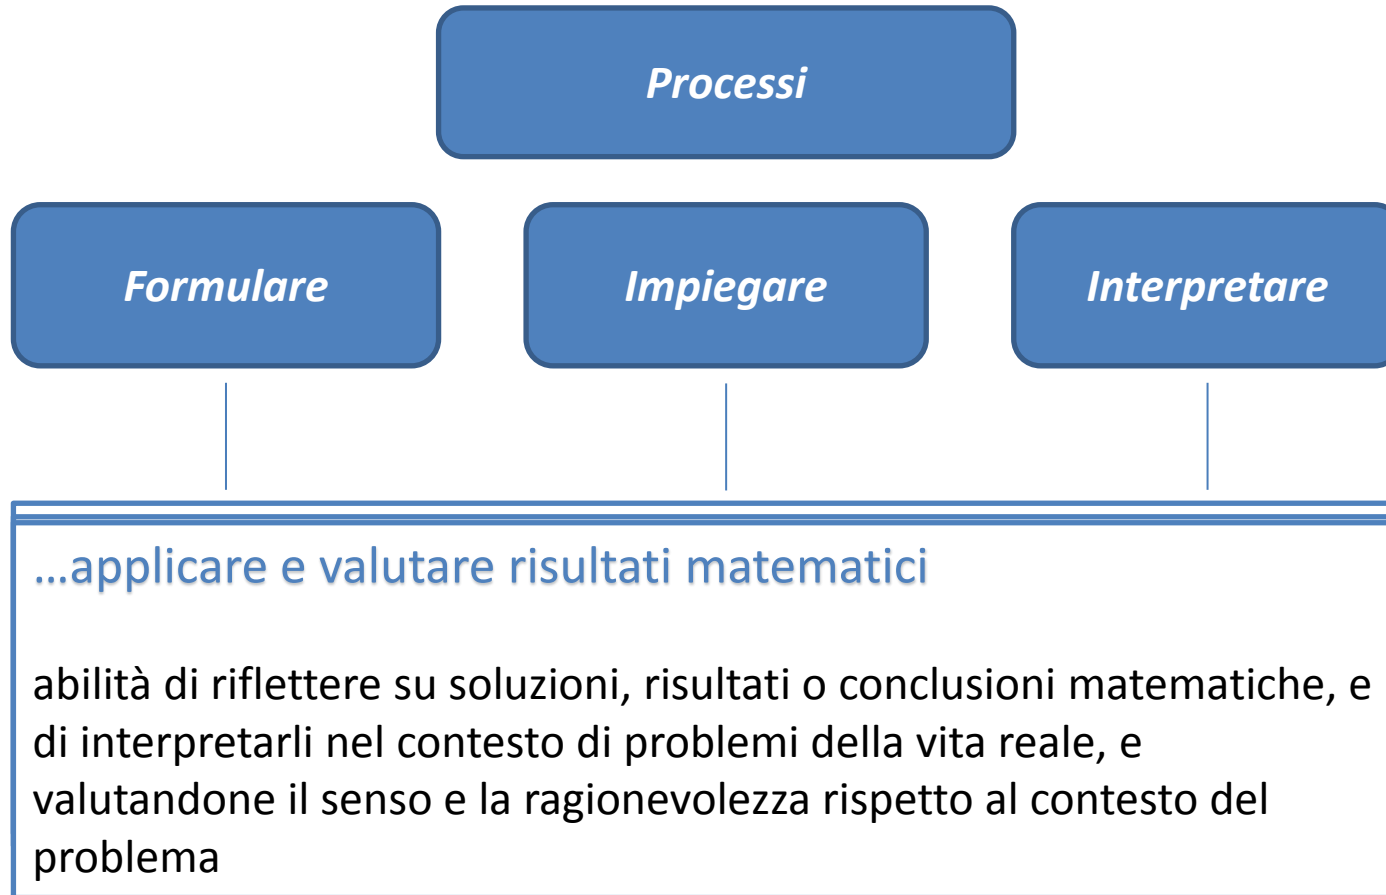 Processi
Formulare
Impiegare
Interpretare
…applicare e valutare risultati matematici
abilità di riflettere su soluzioni, risultati o conclusioni matematiche, e
di interpretarli nel contesto di problemi della vita reale, e
valutandone il senso e la ragionevolezza rispetto al contesto del
problema